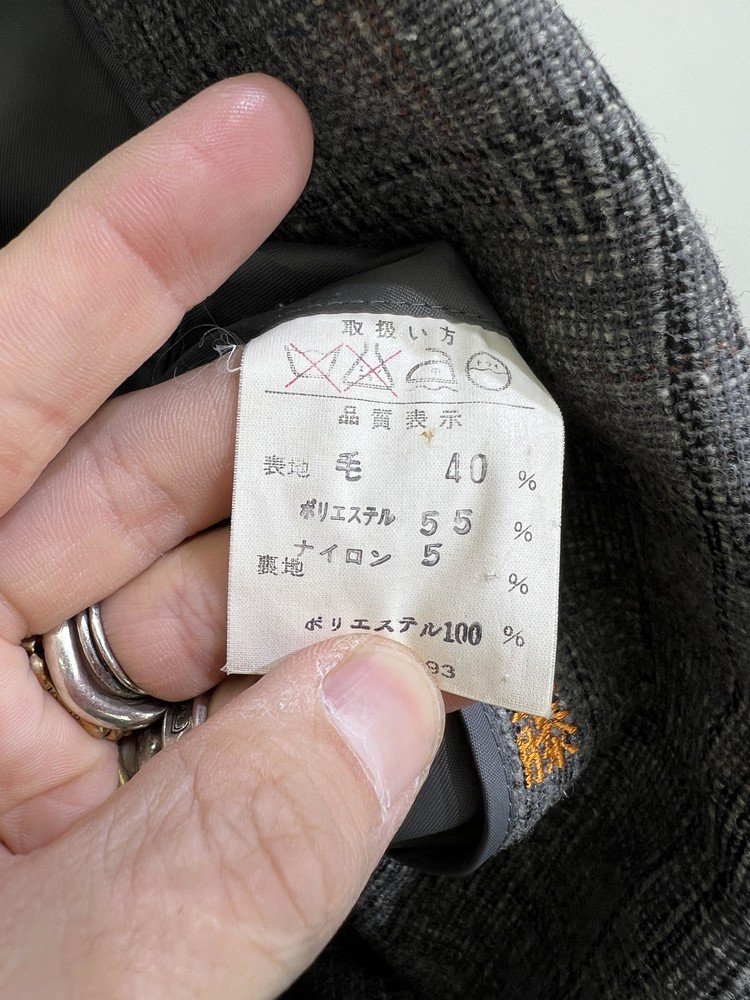 取扱い方
品質表示
表地 毛 40 %
ポリエステル 55 %
ナイロン 5
裏地 %
ポリエステル100 %
93